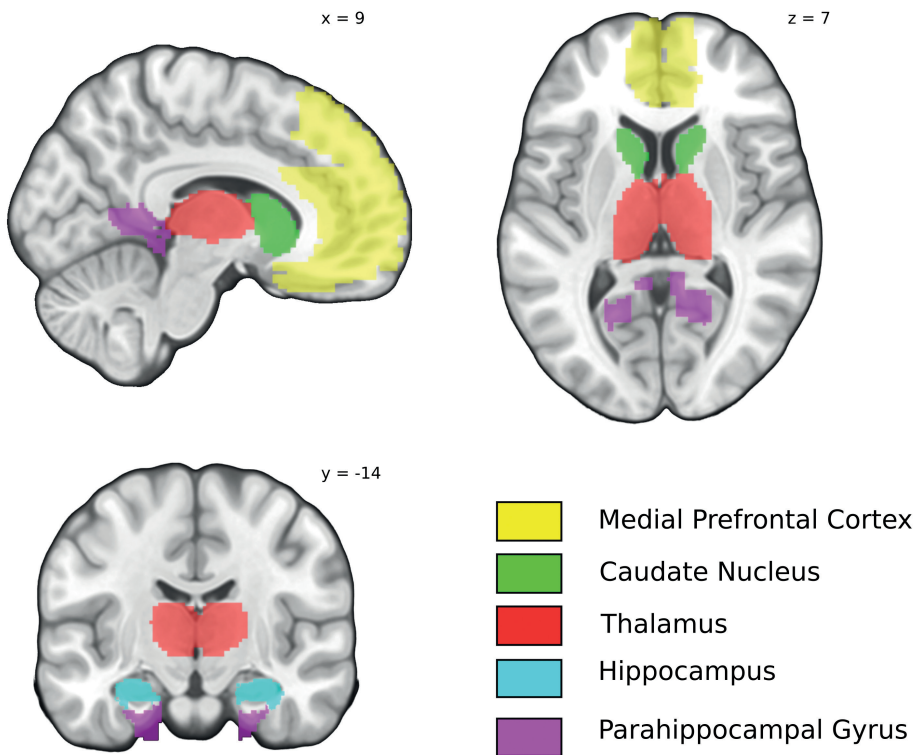 x = 9
z = 7
y = -14
Medial Prefrontal Cortex
Caudate Nucleus
Thalamus
Hippocampus
Parahippocampal Gyrus